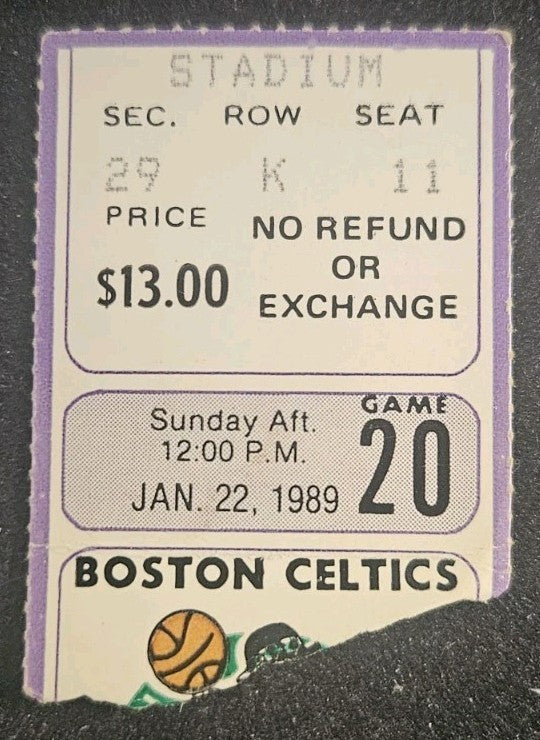 STADIUM
SEC. ROW SEAT
29 K 11
PRICE
$13.00
NO REFUND
OR
EXCHANGE
Sunday Aft.
12:00 P.M.
JAN. 22, 1989
GAME
20
BOSTON CELTICS